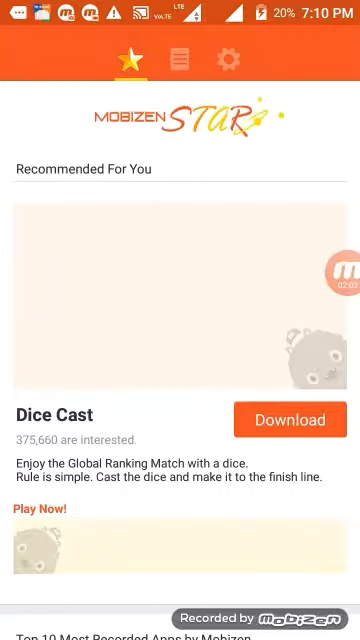 LTE
VoLTE
20% 7:10 PM
MOBIZEN STAR
Recommended For You
02:02
Dice Cast
Download
375,660 are interested.
Enjoy the Global Ranking Match with a dice.
Rule is simple. Cast the dice and make it to the finish line.
Play Now!
Recorded by mobizen
Top 10 Most Recorded Apps by Mobizen